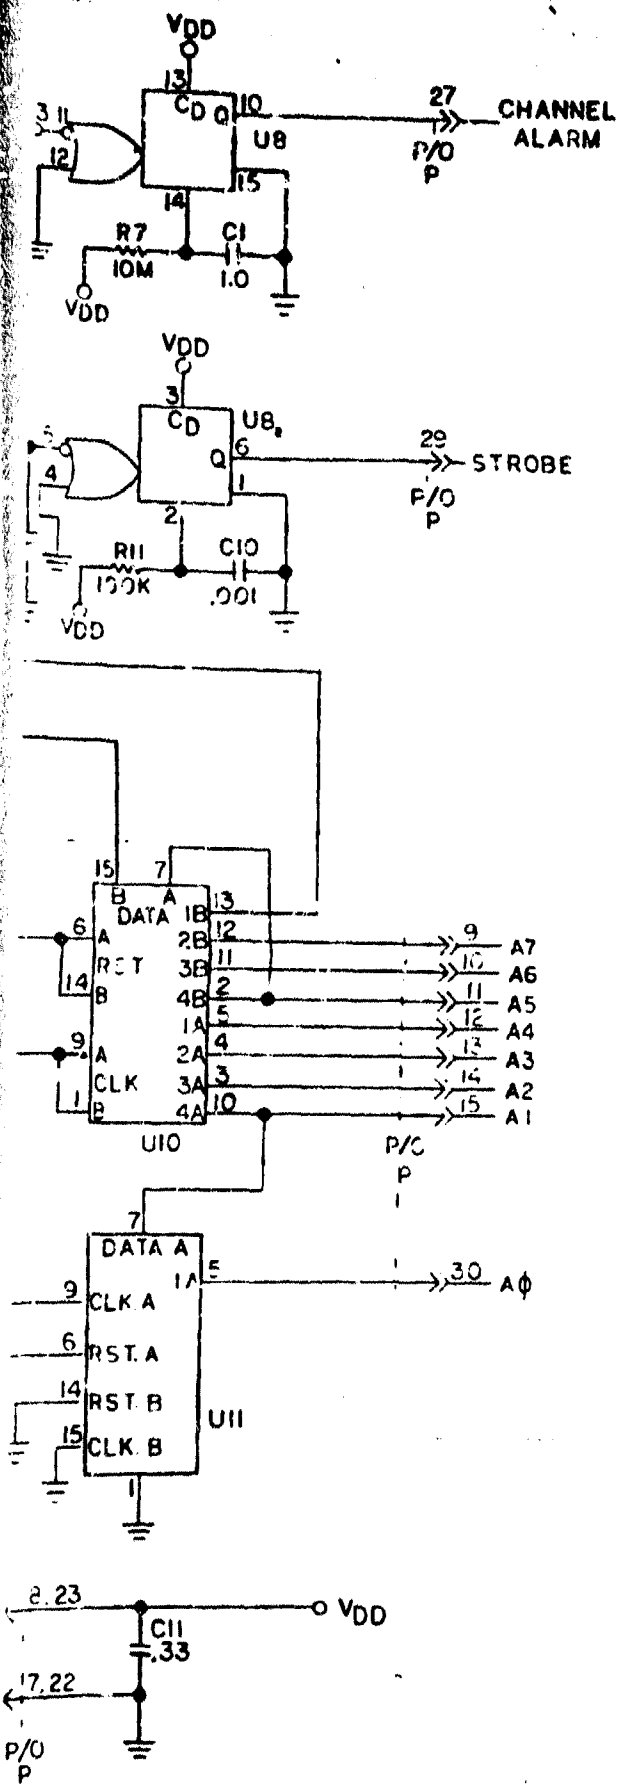 VDD
13
CD Q 10
3 11
12
U8
15
14
27
P/O
P
CHANNEL
ALARM
R7
10M
C1
1.0
VDD
VDD
3
CD
U8
Q 6
1
4
2
29
P/O
P
STROBE
R11
100K
C10
.001
VDD
15 7
B A
DATA 1B 13
6 A 2B 12 9 A7
RST 3B 11 10 A6
14 B 4B 2 11 A5
1A 5 12 A4
9 A 2A 4 13 A3
CLK 3A 3 14 A2
1 B 4A 10 15 A1
U10
P/O
P
7
DATA A
1A 5 30 Aϕ
9 CLK A
6 RST. A
14 RST B
U11
15 CLK B
1
8.23
VDD
C11
.33
17.22
P/O
P